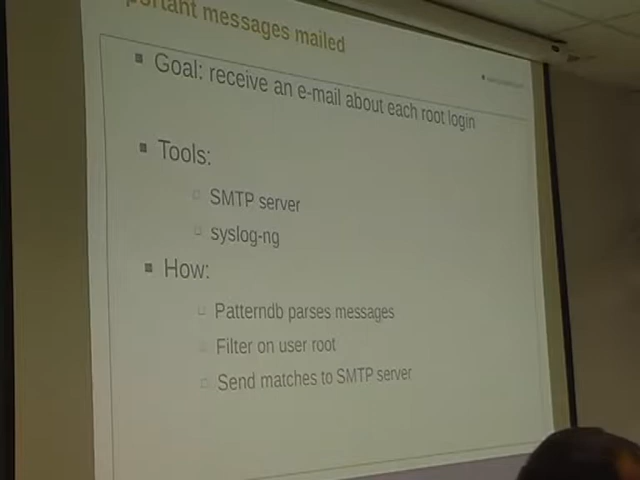 messages mailed
Goal: receive an e-mail about each root login
Tools:
SMTP server
syslog-ng
How:
Patterndb parses messages
Filter on user root
Send matches to SMTP server